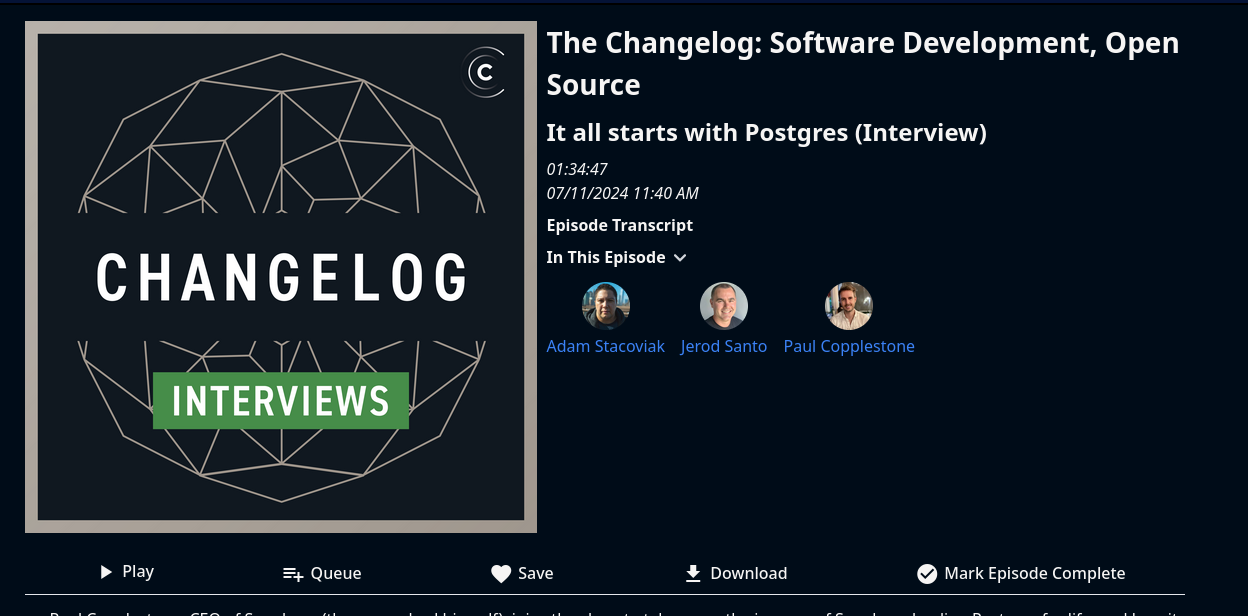 The Changelog: Software Development, Open
Source
It all starts with Postgres (Interview)
01:34:47
07/11/2024 11:40 AM
Episode Transcript
In This Episode
Adam Stacoviak Jerod Santo Paul Copplestone
C
CHANGELOG
INTERVIEWS
Play Queue Save Download Mark Episode Complete